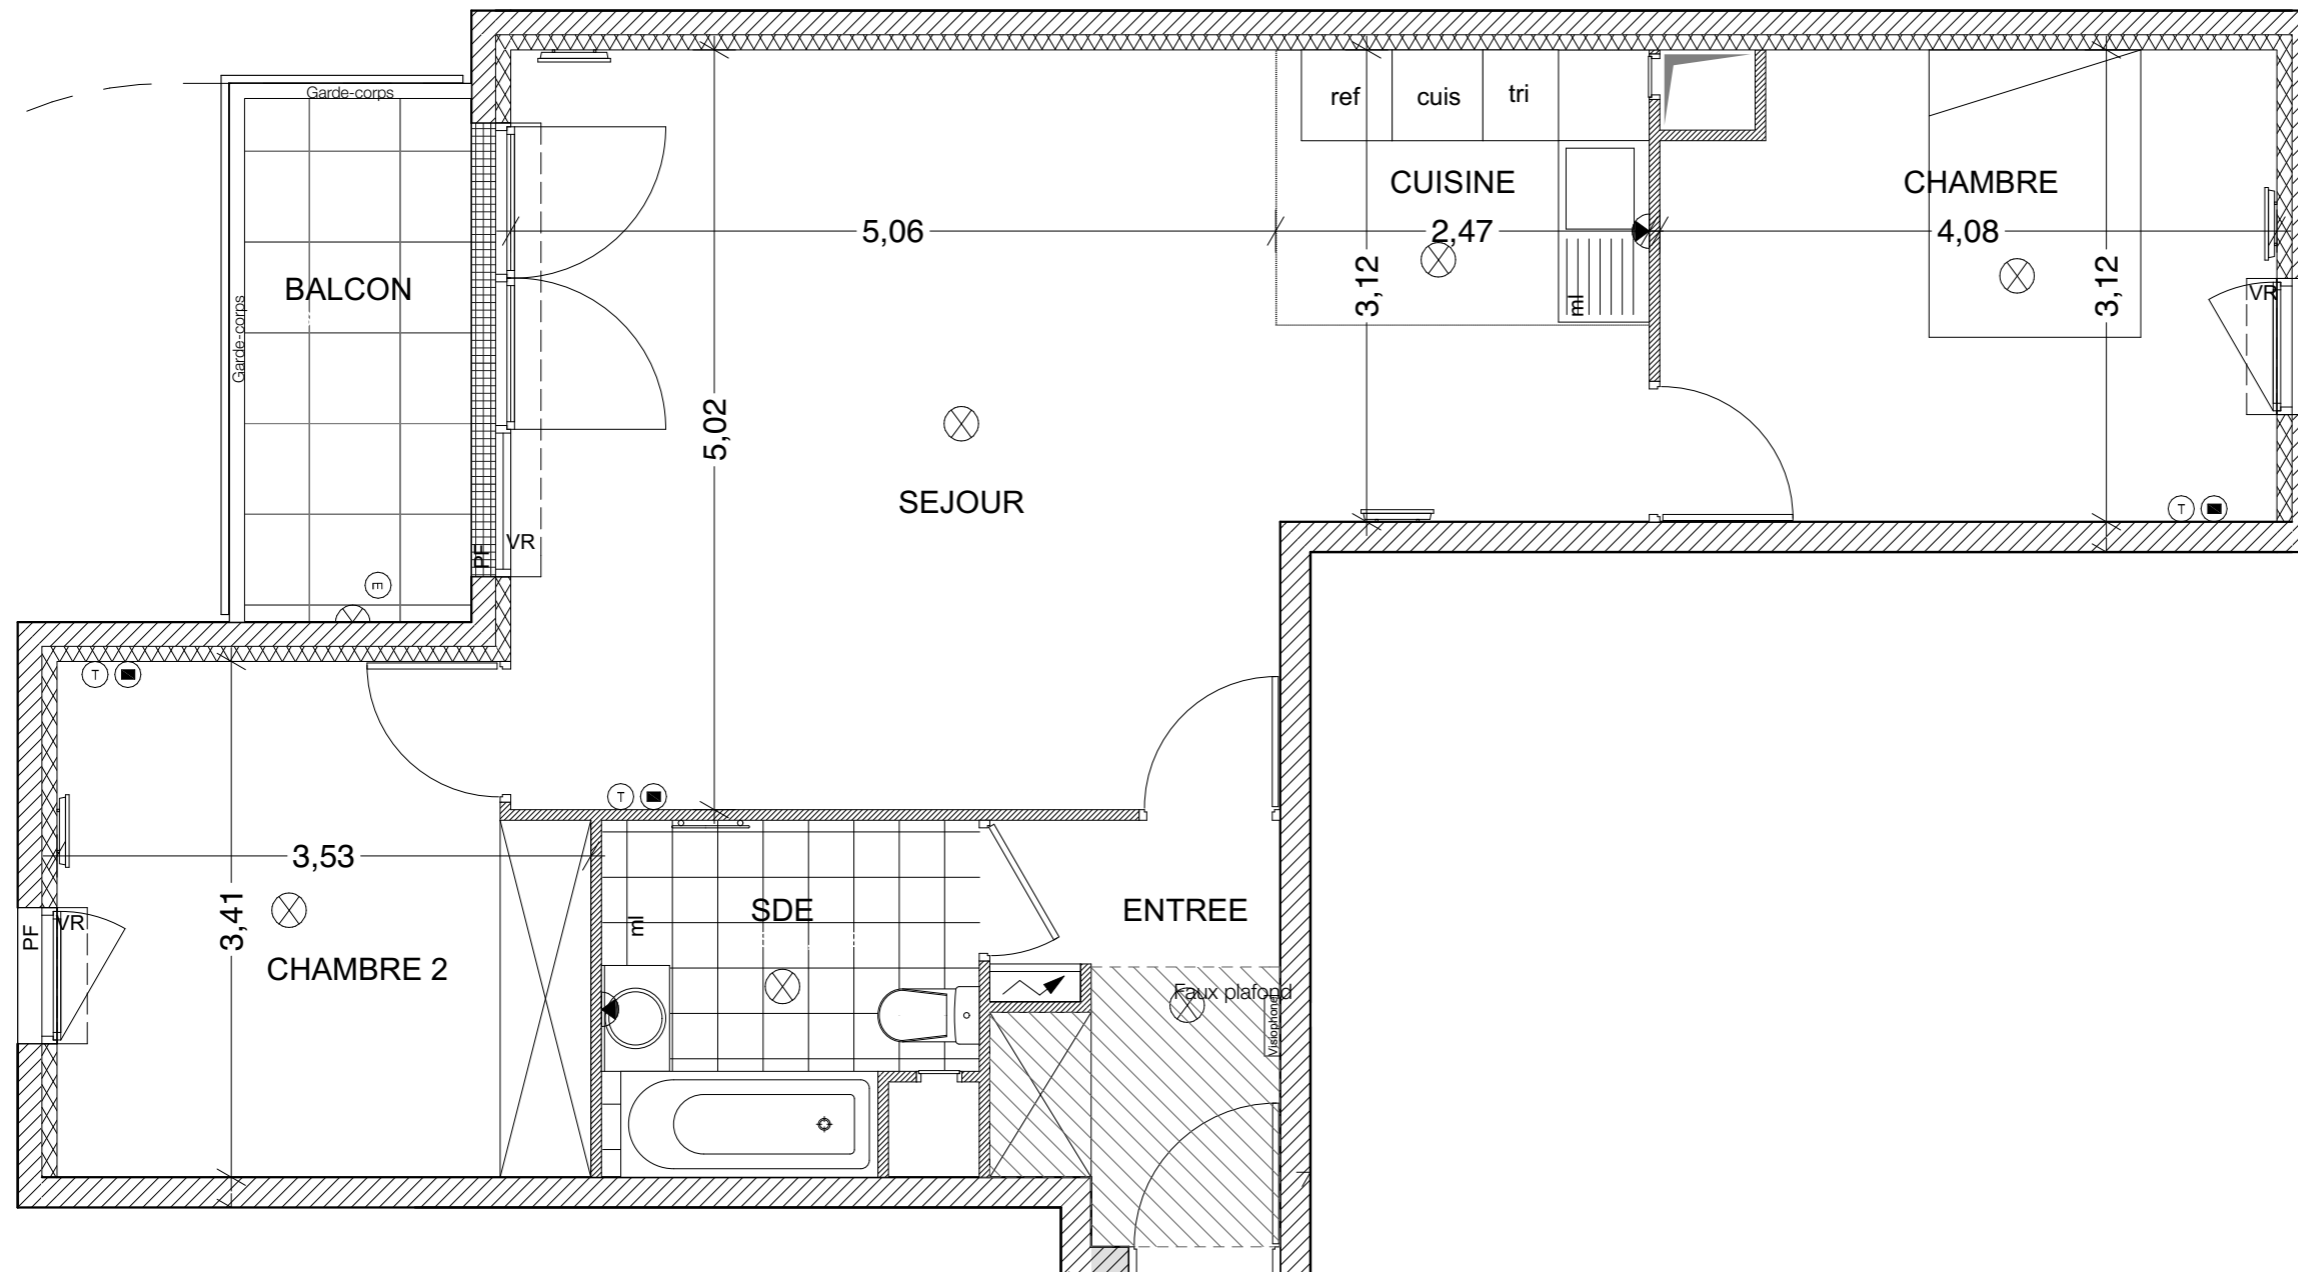 Garde-corps
ref
cuis
tri
CUISINE
CHAMBRE
5,06
2,47
4,08
BALCON
Garde-corps
3,12
3,12
VR
ml
5,02
SEJOUR
T
PF
VR
E
T
T
3,53
3,41
SDE
ENTREE
ml
VR
PF
CHAMBRE 2
Faux plafond
Visiophone